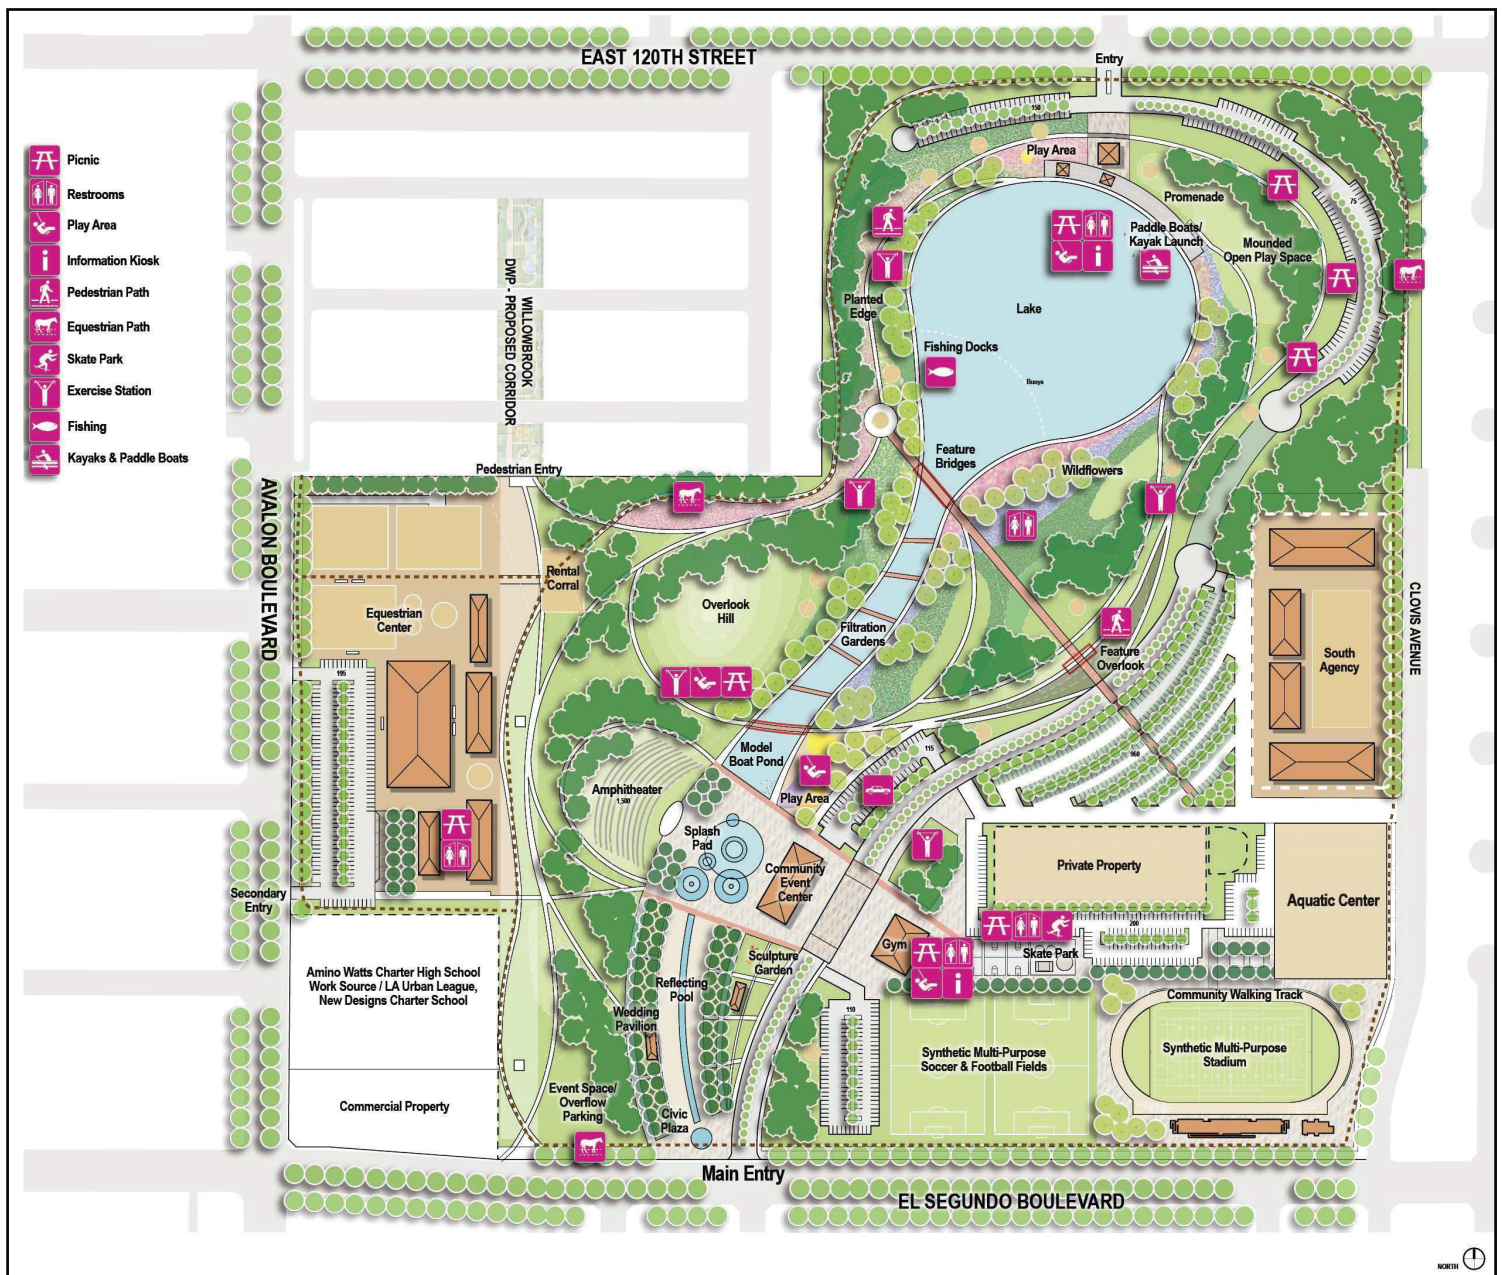 EAST 120TH STREET
Entry
Picnic
Restrooms
Play Area
Information Kiosk
Pedestrian Path
Equestrian Path
Skate Park
Exercise Station
Fishing
Kayaks & Paddle Boats
150
Play Area
Promenade
75
Paddle Boats/
Kayak Launch
Mounded
Open Play Space
Planted
Edge
Lake
Fishing Docks
Buoys
WILLOWBROOK
DWP - PROPOSED CORRIDOR
Feature
Bridges
Wildflowers
Pedestrian Entry
AVALON BOULEVARD
Rental
Corral
Equestrian
Center
Overlook
Hill
Filtration
Gardens
Feature
Overlook
South
Agency
CLOVIS AVENUE
195
Model
Boat Pond
115
960
Amphitheater
1,500
Play Area
Splash
Pad
Community
Event
Center
Private Property
Secondary
Entry
Aquatic Center
200
Gym
Skate Park
Sculpture
Garden
Amino Watts Charter High School
Work Source / LA Urban League,
New Designs Charter School
Reflecting
Pool
Wedding
Pavilion
Community Walking Track
110
Synthetic Multi-Purpose
Soccer & Football Fields
Synthetic Multi-Purpose
Stadium
Commercial Property
Event Space/
Overflow
Parking
Civic
Plaza
Main Entry
EL SEGUNDO BOULEVARD
NORTH